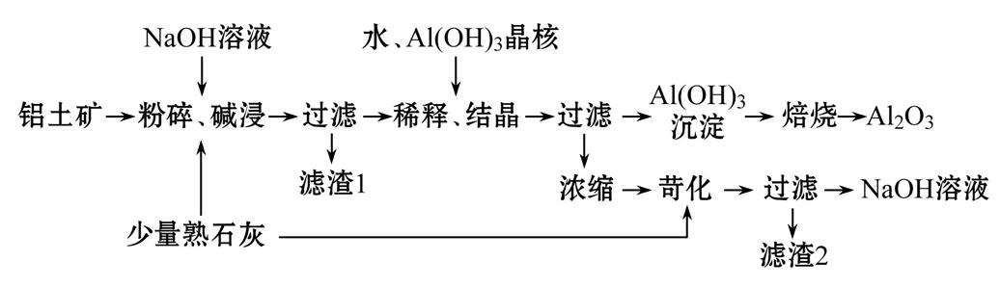 NaOH溶液 水、Al(OH)3晶核
铝土矿→粉碎、碱浸→过滤→稀释、结晶→过滤→Al(OH)3沉淀→焙烧→Al2O3
滤渣1 浓缩→苛化→过滤→NaOH溶液
少量熟石灰
滤渣2